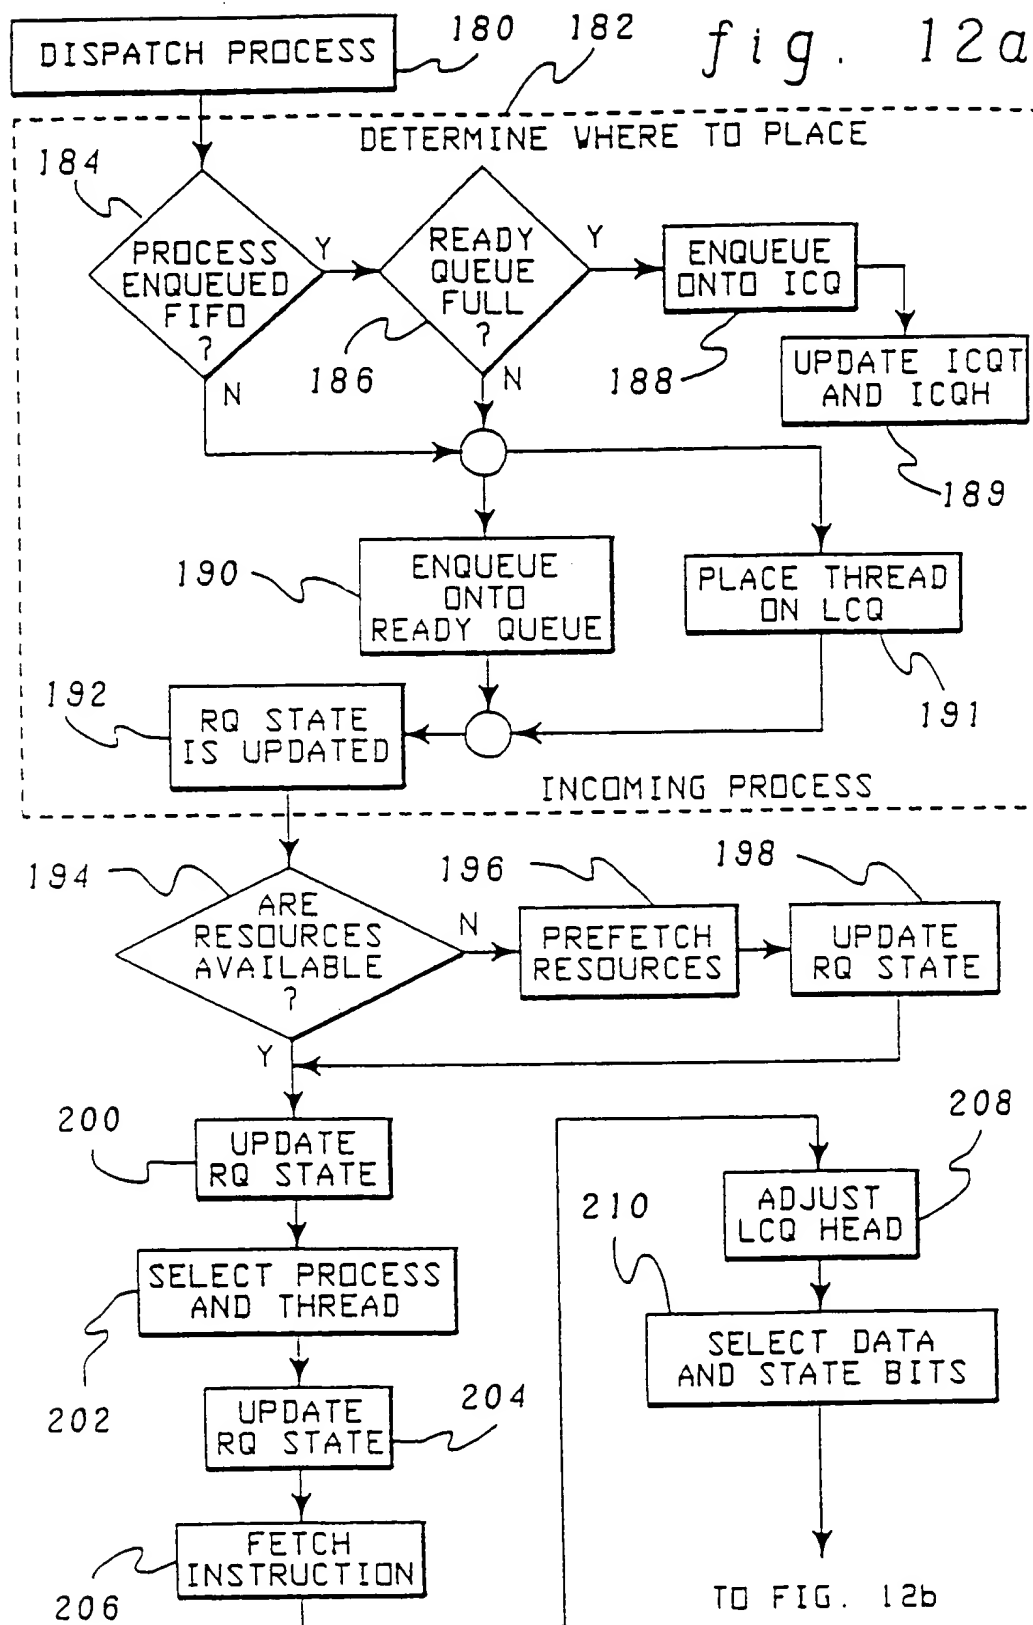 fig. 12a
DISPATCH PROCESS
180
182
DETERMINE WHERE TO PLACE
184
PROCESS
ENQUEUED
FIFO
?
Y
N
READY
QUEUE
FULL
?
Y
N
186
ENQUEUE
ONTO ICQ
188
UPDATE ICQT
AND ICQH
189
190
ENQUEUE
ONTO
READY QUEUE
PLACE THREAD
ON LCQ
191
192
RQ STATE
IS UPDATED
INCOMING PROCESS
194
ARE
RESOURCES
AVAILABLE
?
N
Y
196
PREFETCH
RESOURCES
198
UPDATE
RQ STATE
200
UPDATE
RQ STATE
SELECT PROCESS
AND THREAD
202
UPDATE
RQ STATE
204
FETCH
INSTRUCTION
206
208
ADJUST
LCQ HEAD
210
SELECT DATA
AND STATE BITS
TO FIG. 12b